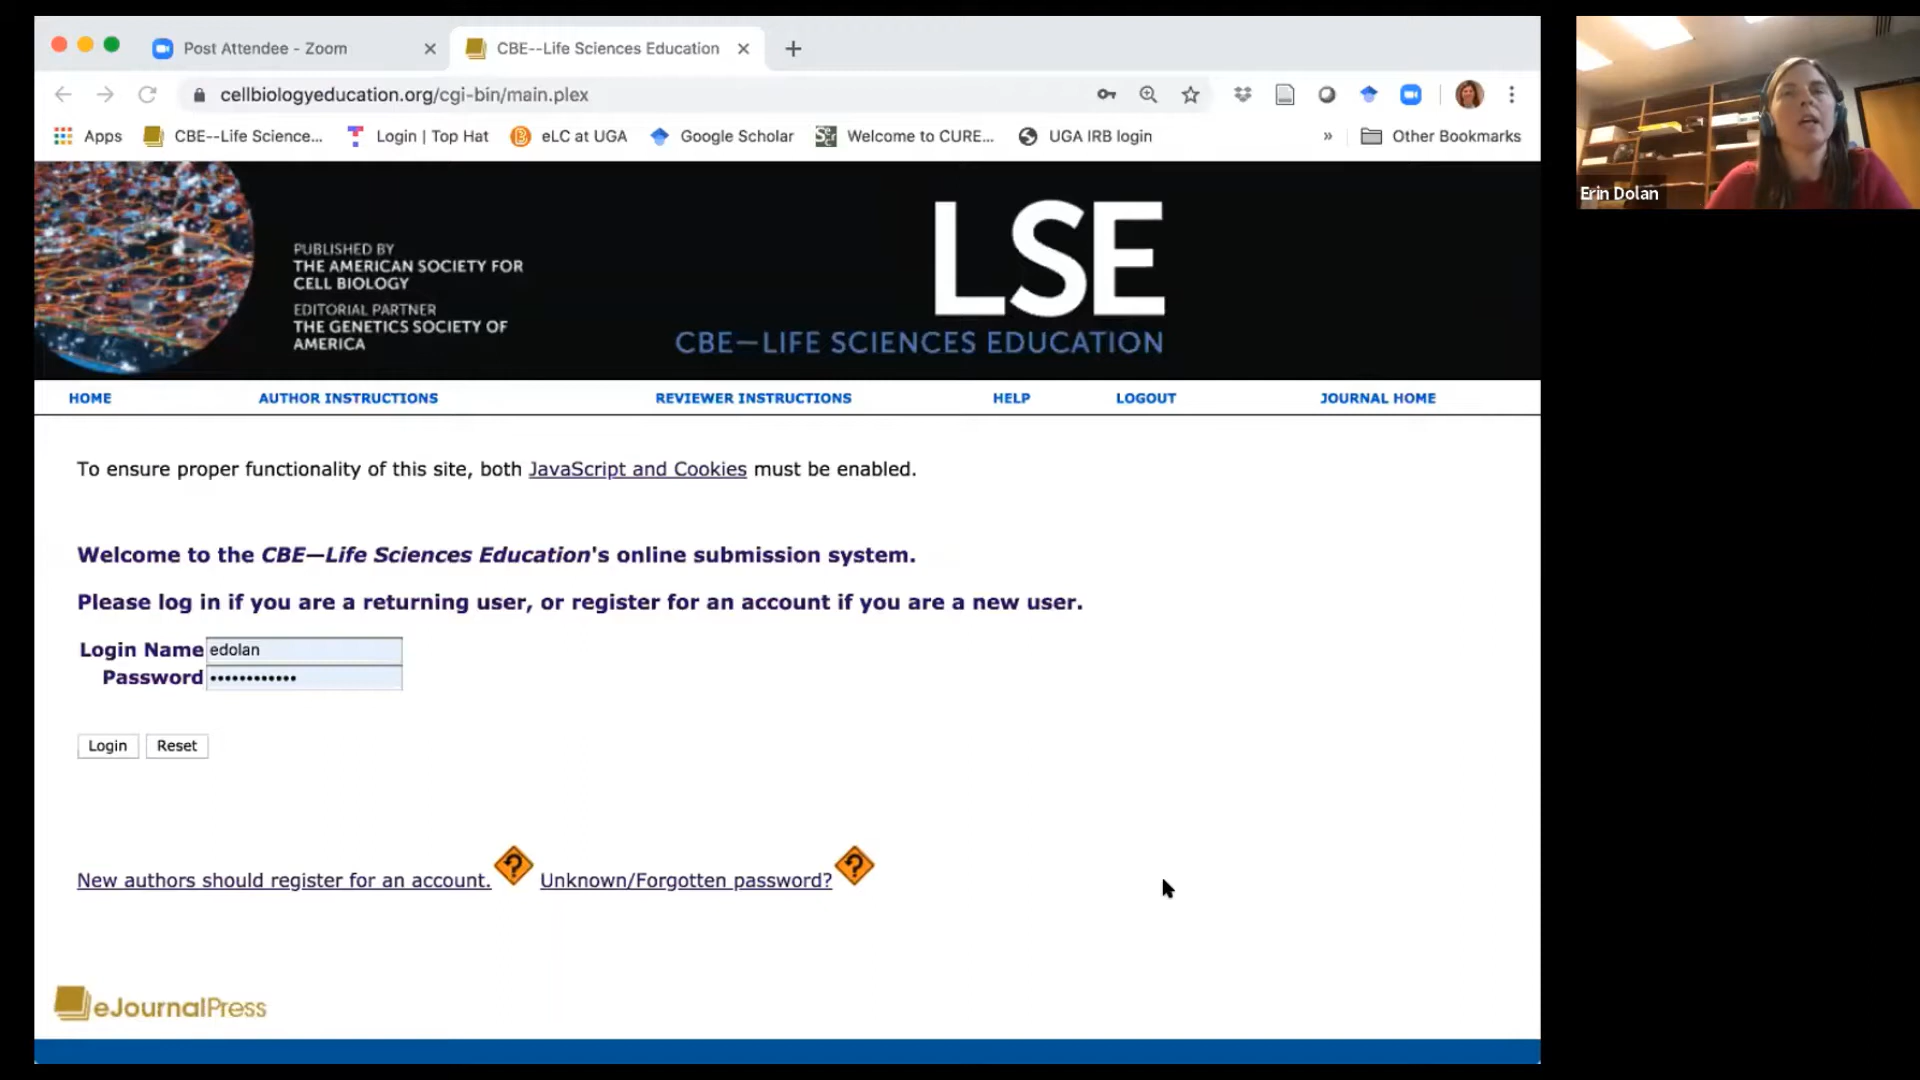 Post Attendee - Zoom
CBE--Life Sciences Education
cellbiologyeducation.org/cgi-bin/main.plex
Apps
CBE--Life Science...
Login | Top Hat
eLC at UGA
Google Scholar
Welcome to CURE...
UGA IRB login
»
Other Bookmarks
PUBLISHED BY
THE AMERICAN SOCIETY FOR
CELL BIOLOGY
EDITORIAL PARTNER
THE GENETICS SOCIETY OF
AMERICA
LSE
CBE—LIFE SCIENCES EDUCATION
HOME
AUTHOR INSTRUCTIONS
REVIEWER INSTRUCTIONS
HELP
LOGOUT
JOURNAL HOME
To ensure proper functionality of this site, both JavaScript and Cookies must be enabled.
Welcome to the CBE—Life Sciences Education's online submission system.
Please log in if you are a returning user, or register for an account if you are a new user.
Login Name edolan
Password ••••••••••••
Login Reset
New authors should register for an account. ? Unknown/Forgotten password? ?
eJournalPress
Erin Dolan